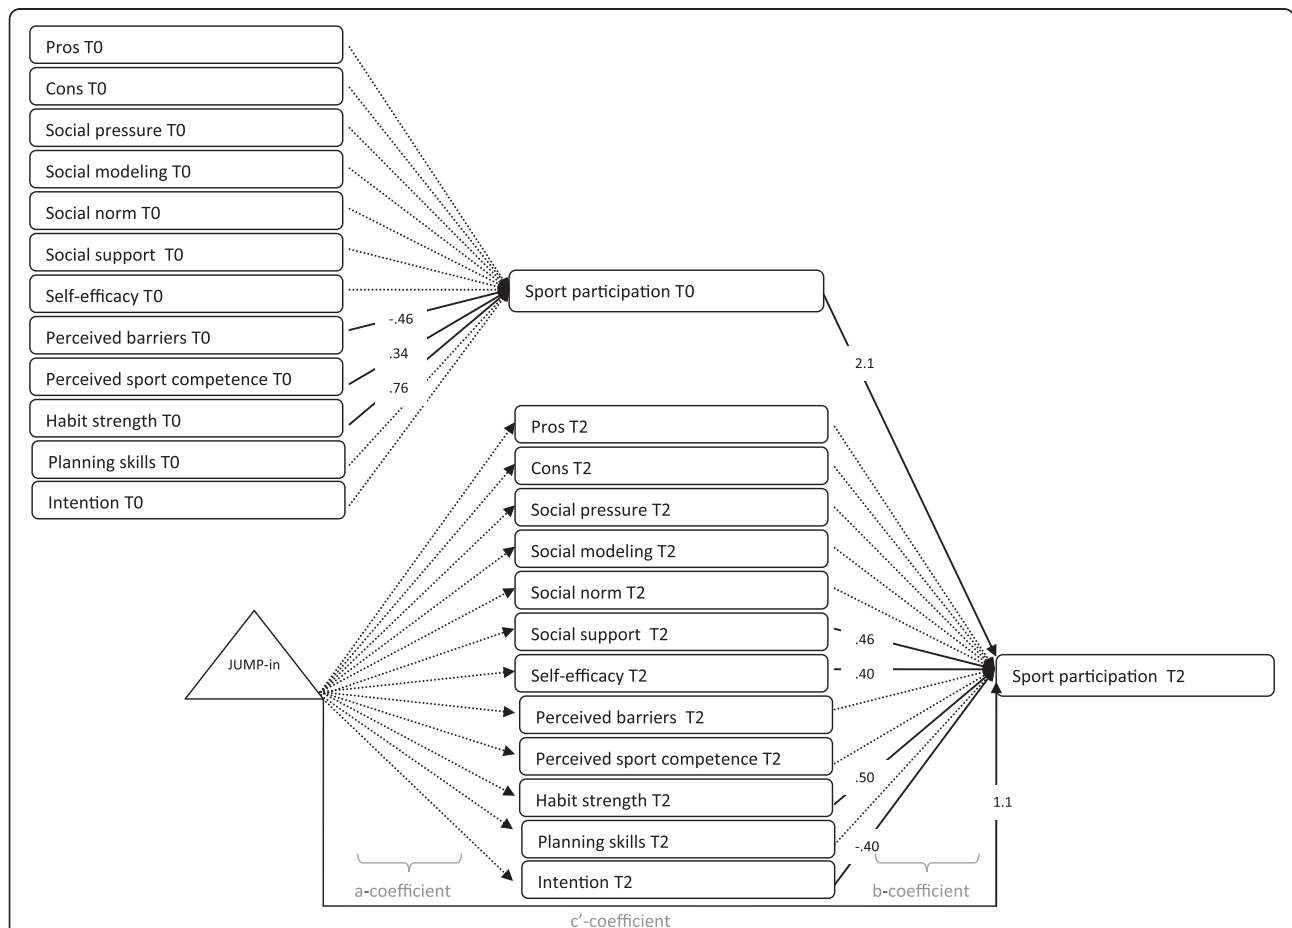 Pros T0
Cons T0
Social pressure T0
Social modeling T0
Social norm T0
Social support T0
Self-efficacy T0
Perceived barriers T0
Perceived sport competence T0
Habit strength T0
Planning skills T0
Intention T0
-.46
.34
.76
Sport participation T0
2.1
Pros T2
Cons T2
Social pressure T2
Social modeling T2
Social norm T2
Social support T2
Self-efficacy T2
Perceived barriers T2
Perceived sport competence T2
Habit strength T2
Planning skills T2
Intention T2
JUMP-in
.46
.40
.50
-.40
Sport participation T2
1.1
a-coefficient
b-coefficient
c′-coefficient